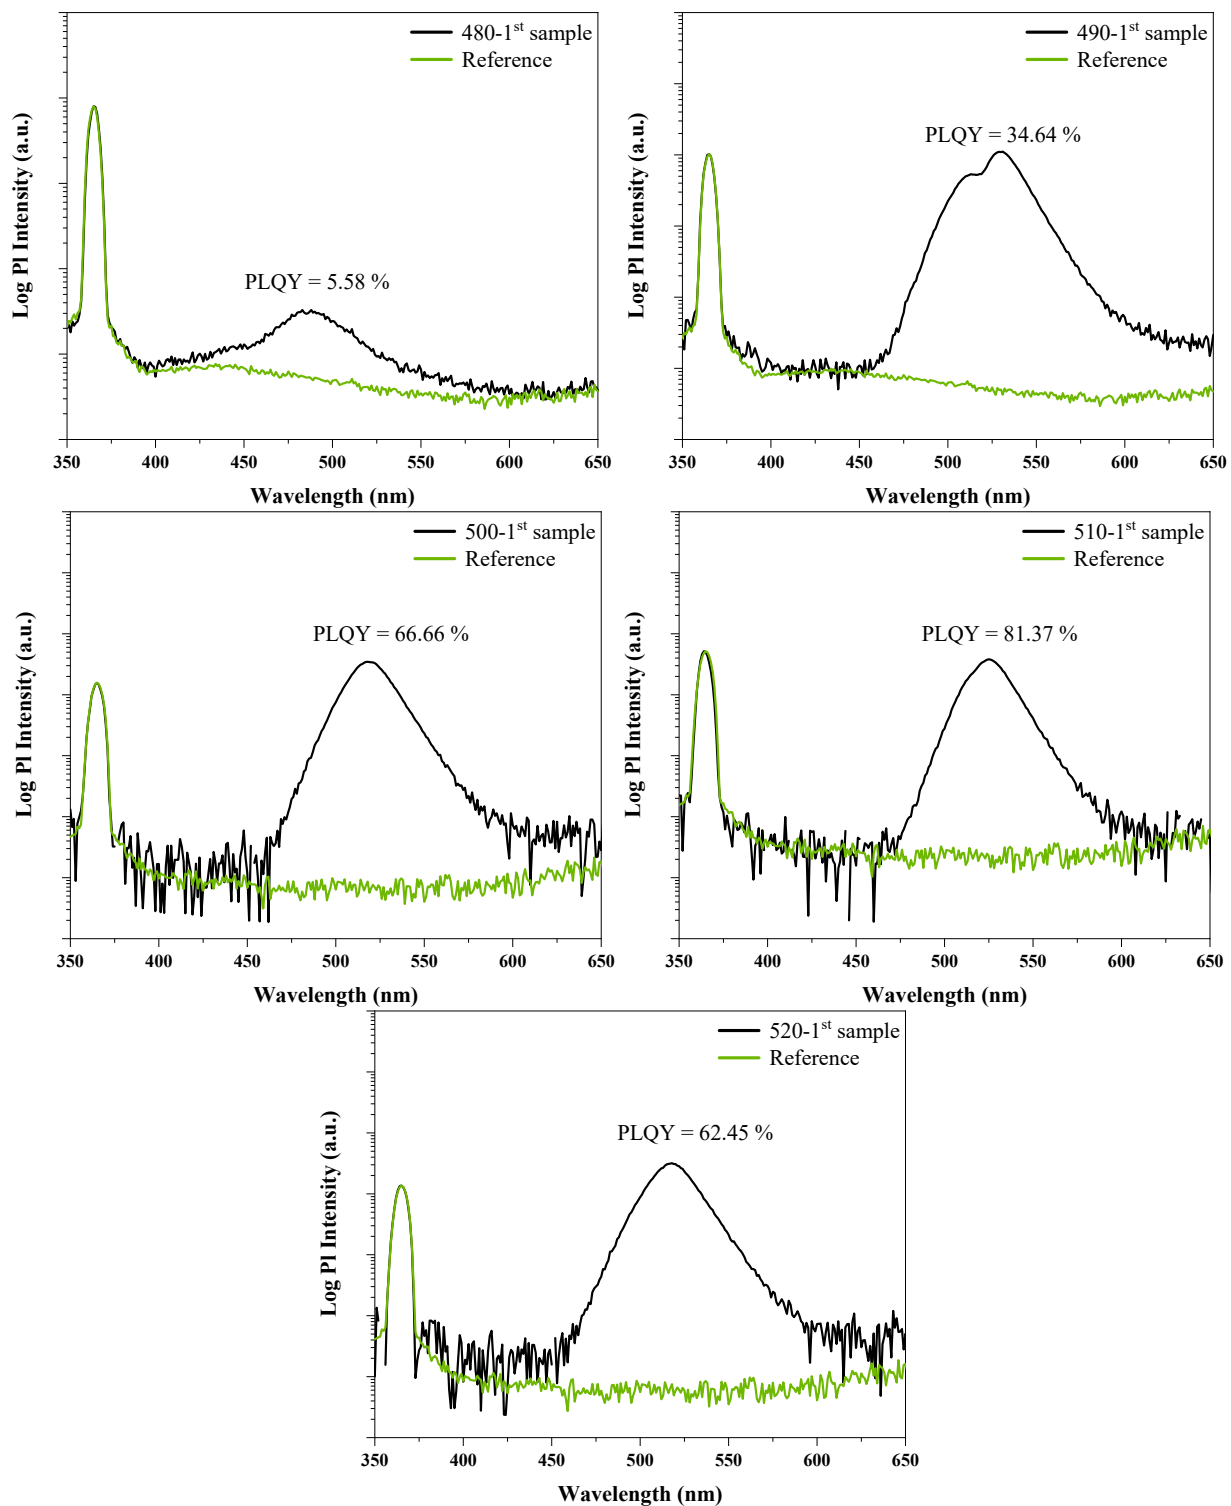 480-1st sample
Reference
PLQY = 5.58 %
Log Pl Intensity (a.u.)
350 400 450 500 550 600 650
Wavelength (nm)
490-1st sample
Reference
PLQY = 34.64 %
Log Pl Intensity (a.u.)
350 400 450 500 550 600 650
Wavelength (nm)
500-1st sample
Reference
PLQY = 66.66 %
Log Pl Intensity (a.u.)
350 400 450 500 550 600 650
Wavelength (nm)
510-1st sample
Reference
PLQY = 81.37 %
Log Pl Intensity (a.u.)
350 400 450 500 550 600 650
Wavelength (nm)
520-1st sample
Reference
PLQY = 62.45 %
Log Pl Intensity (a.u.)
350 400 450 500 550 600 650
Wavelength (nm)